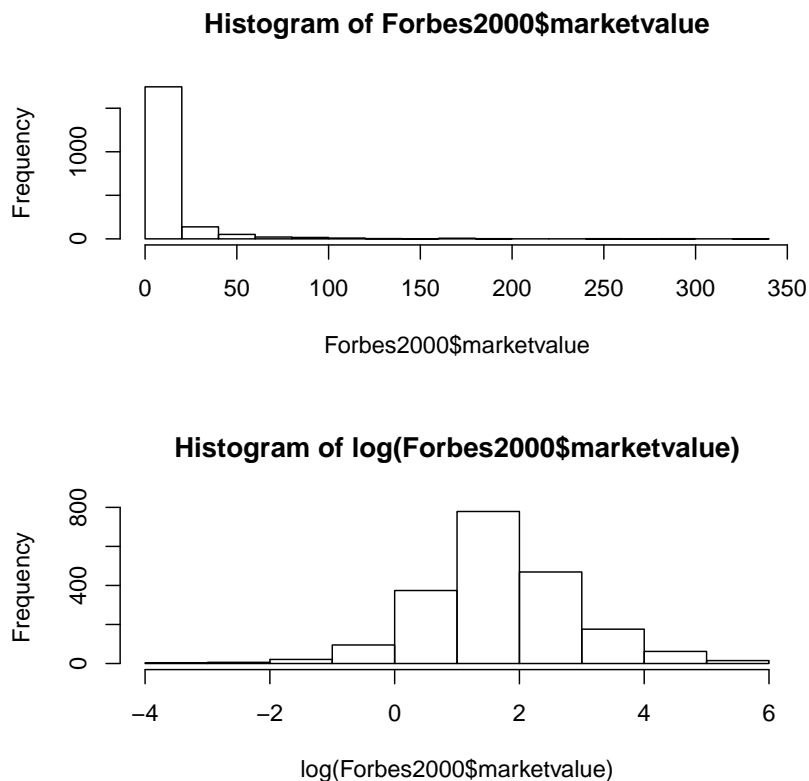 Histogram of Forbes2000$marketvalue
Frequency
0 1000
0 50 100 150 200 250 300 350
Forbes2000$marketvalue
Histogram of log(Forbes2000$marketvalue)
Frequency
0 400 800
−4 −2 0 2 4 6
log(Forbes2000$marketvalue)